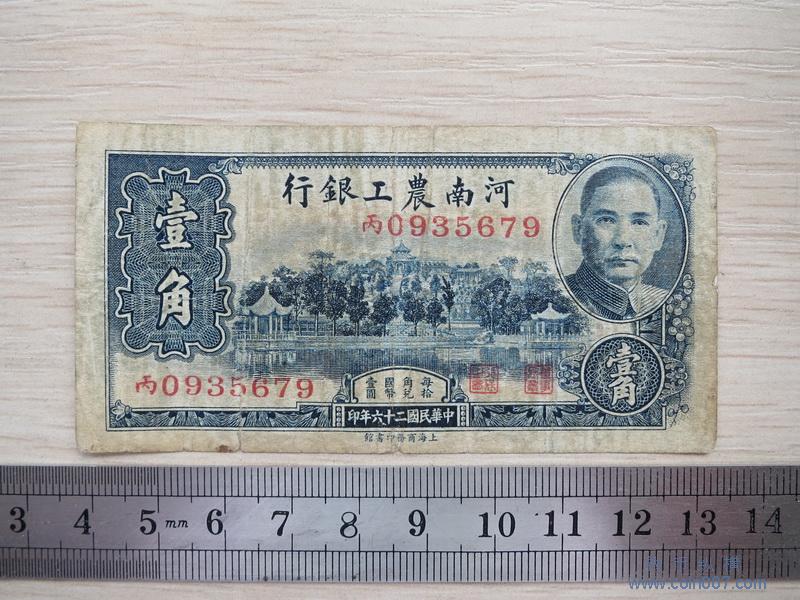 河南農工銀行
丙0935679
壹角
丙0935679
每拾角兌國幣壹圓
壹角
中華民國二十六年印
上海商務印書館
3 4 5 mm 6 7 8 9 10 11 12 13 14
www.coin007.com